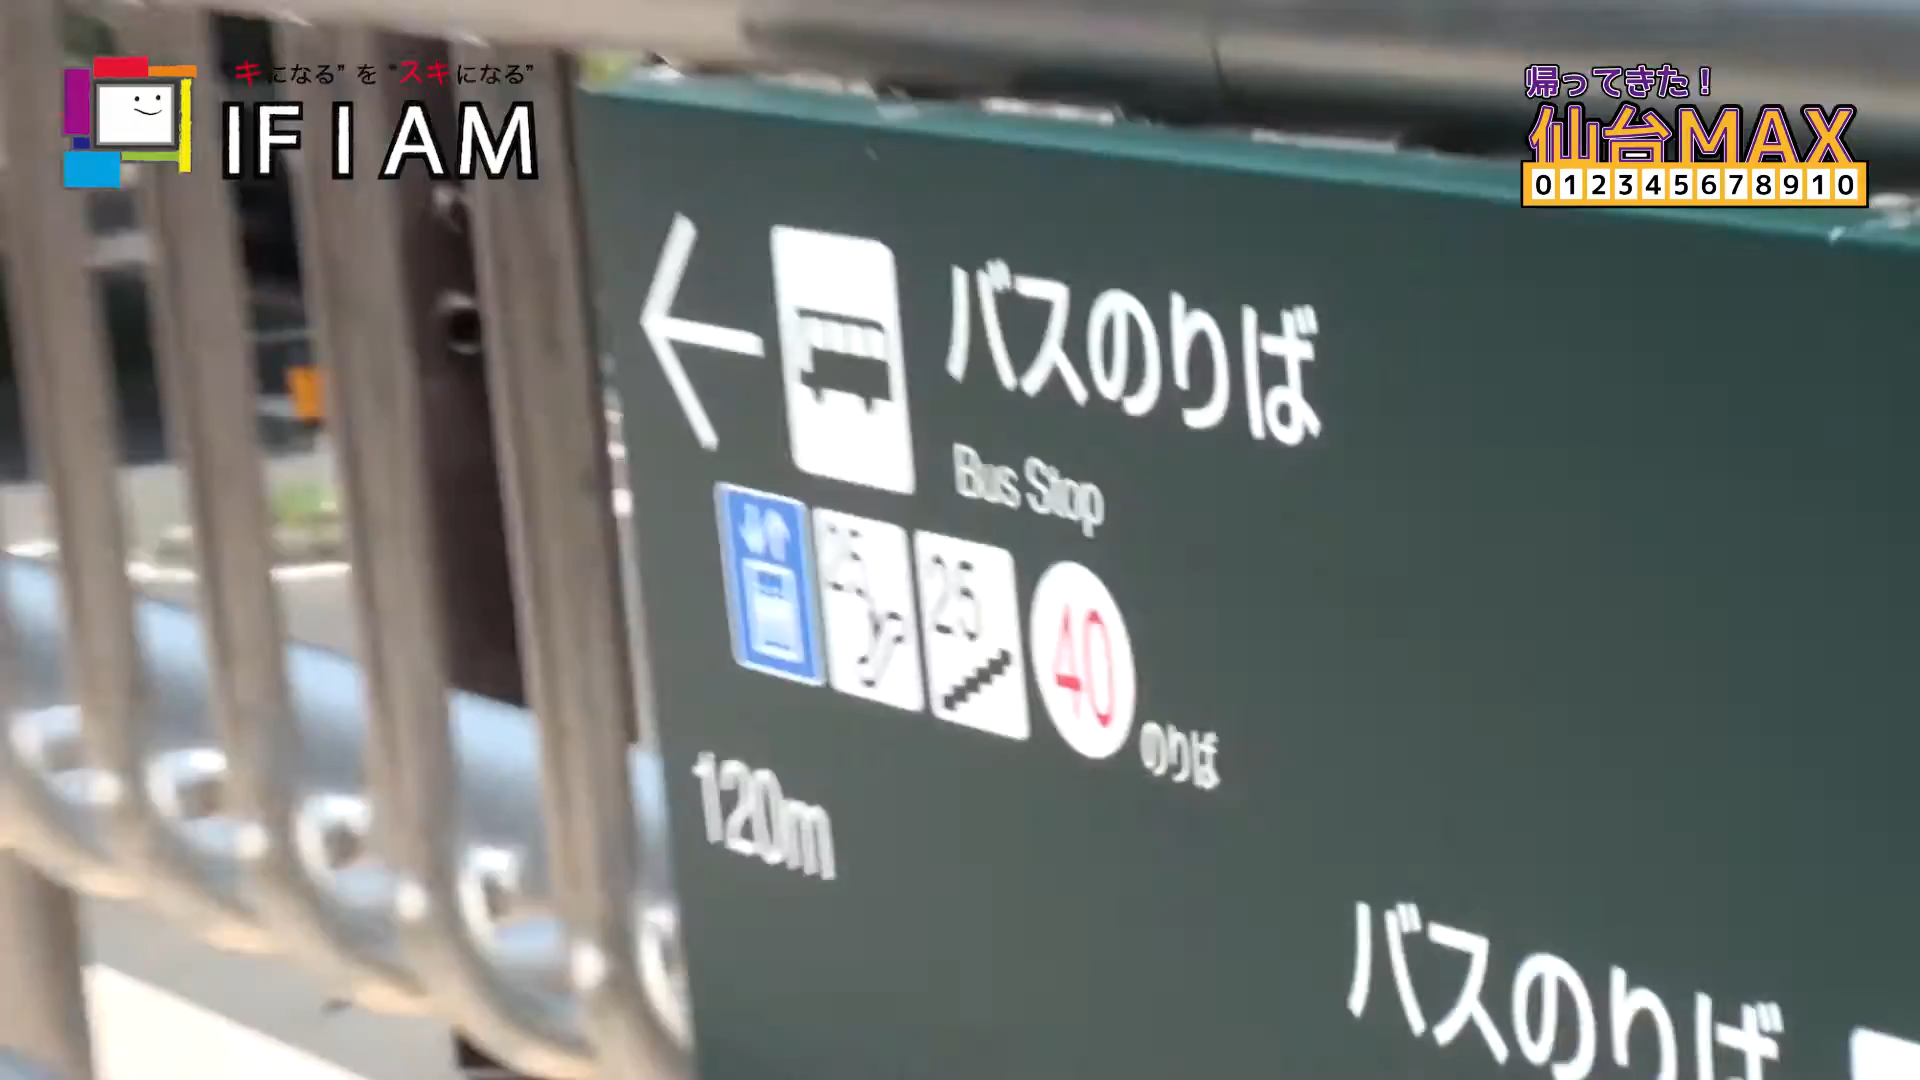 "キになる" を "スキになる"
IF I AM
帰ってきた！
仙台MAX
012345678910
バスのりば
Bus Stop
25
25
40
のりば
120m
バスのりば